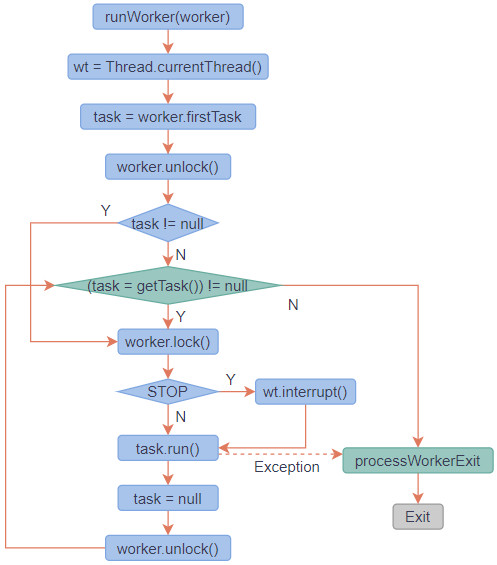 runWorker(worker)
wt = Thread.currentThread()
task = worker.firstTask
worker.unlock()
Y
task != null
N
(task = getTask()) != null
N
Y
worker.lock()
STOP
Y
wt.interrupt()
N
task.run()
Exception
processWorkerExit
task = null
Exit
worker.unlock()